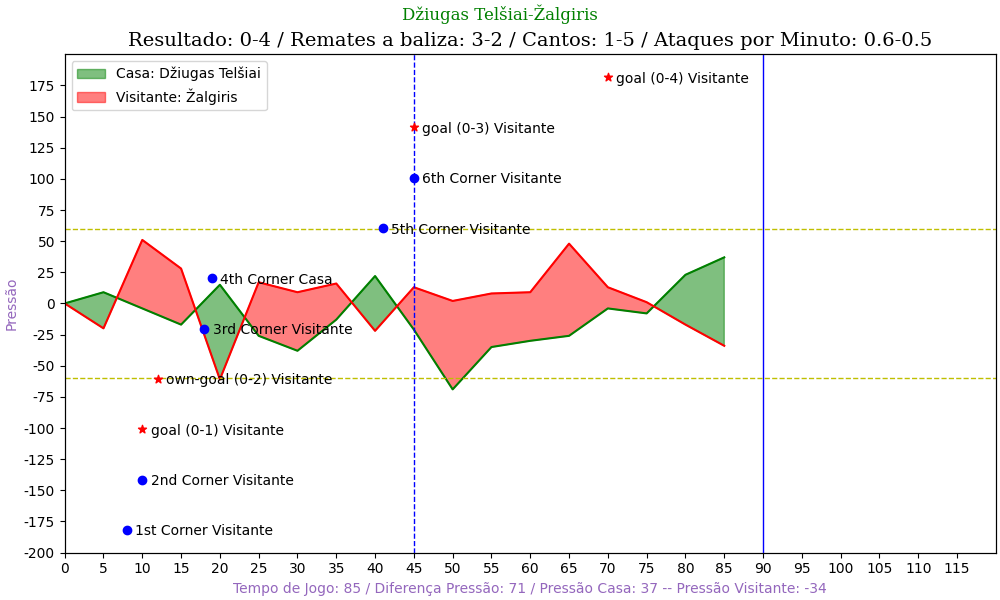 Džiugas Telšiai-Žalgiris
Resultado: 0-4 / Remates a baliza: 3-2 / Cantos: 1-5 / Ataques por Minuto: 0.6-0.5
Casa: Džiugas Telšiai
Visitante: Žalgiris
goal (0-4) Visitante
goal (0-3) Visitante
6th Corner Visitante
5th Corner Visitante
4th Corner Casa
3rd Corner Visitante
own-goal (0-2) Visitante
goal (0-1) Visitante
2nd Corner Visitante
1st Corner Visitante
Pressão
175
150
125
100
75
50
25
0
-25
-50
-75
-100
-125
-150
-175
-200
0 5 10 15 20 25 30 35 40 45 50 55 60 65 70 75 80 85 90 95 100 105 110 115
Tempo de Jogo: 85 / Diferença Pressão: 71 / Pressão Casa: 37 -- Pressão Visitante: -34